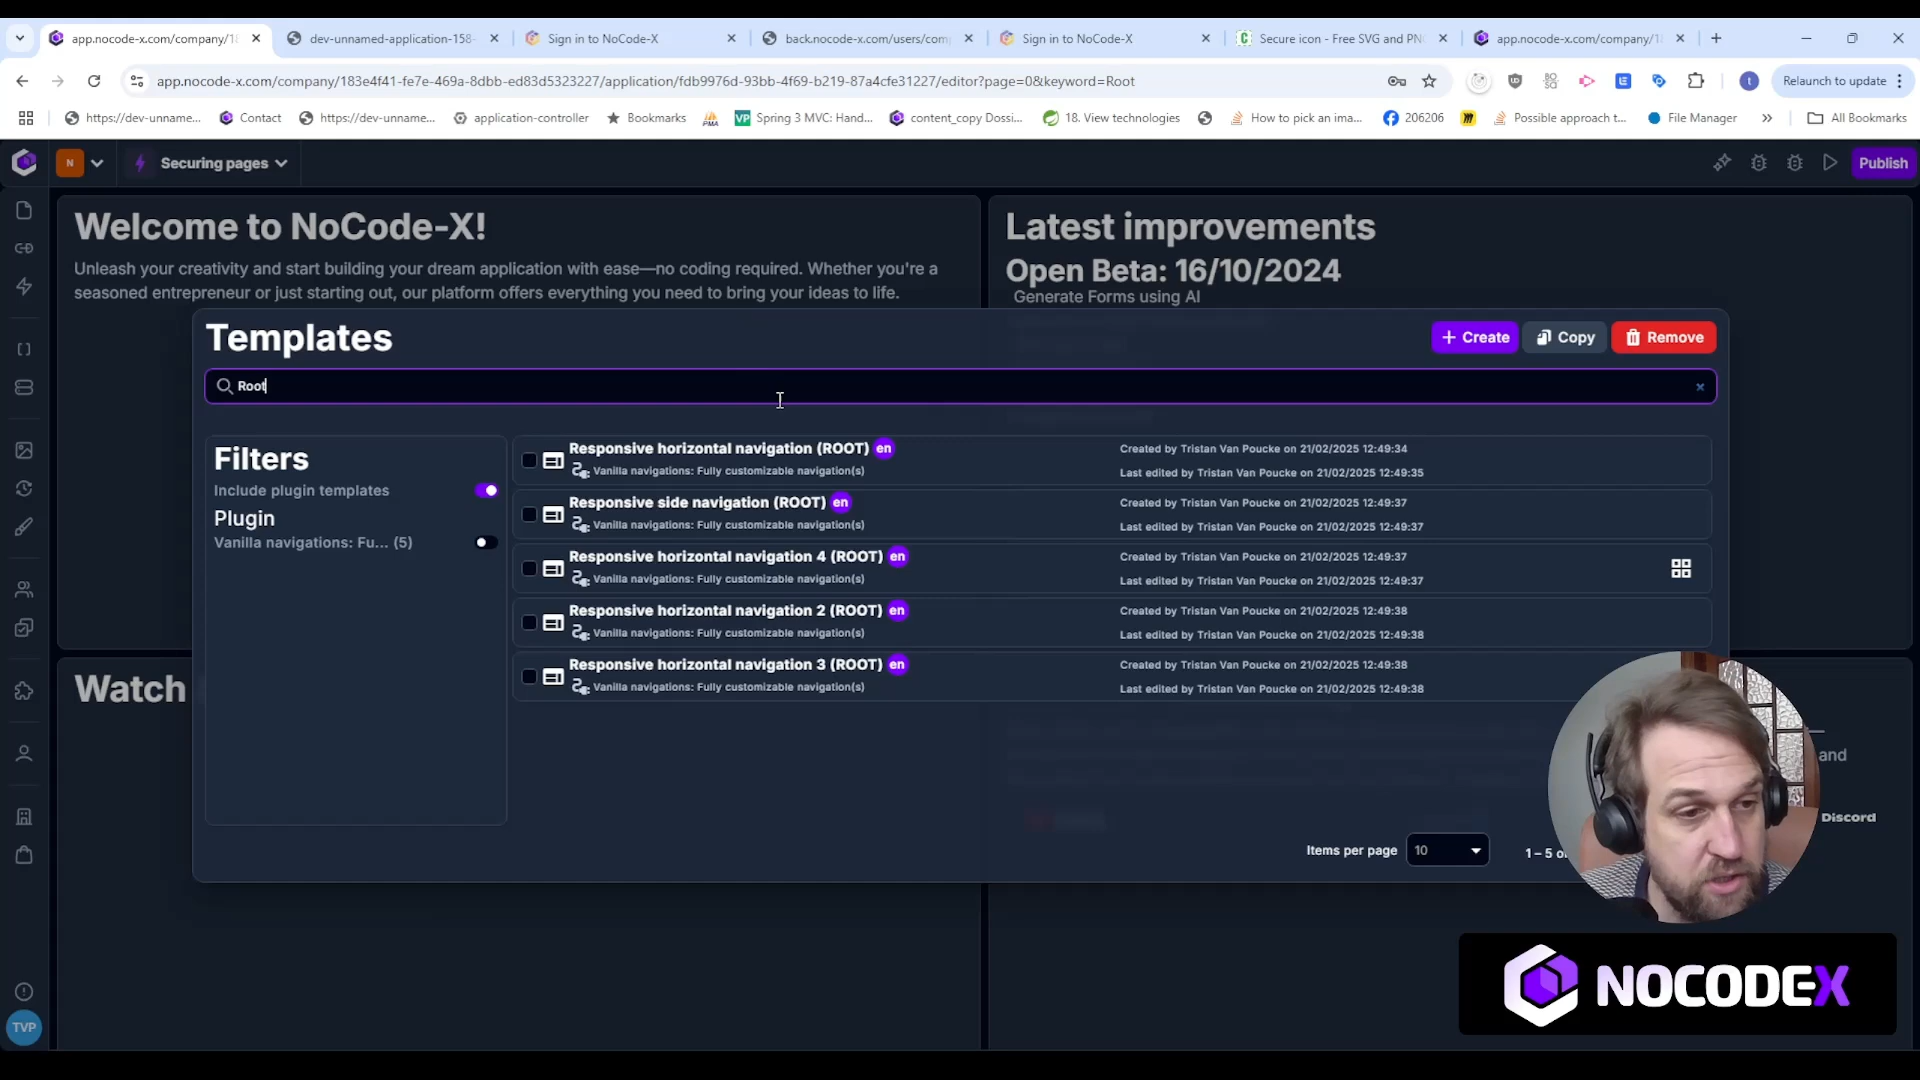 app.nocode-x.com/company/1
dev-unnamed-application-158-
Sign in to NoCode-X
back.nocode-x.com/users/com
Sign in to NoCode-X
Secure icon - Free SVG and PN
app.nocode-x.com/company/1
app.nocode-x.com/company/183e4f41-fe7e-469a-8dbb-ed83d5323227/application/fdb9976d-93bb-4f69-b219-87a4cfe31227/editor?page=0&keyword=Root
t
Relaunch to update
https://dev-unname...
Contact
https://dev-unname...
application-controller
Bookmarks
PMA
VP
Spring 3 MVC: Hand...
content_copy Dossi...
18. View technologies
How to pick an ima...
206206
Possible approach t...
File Manager
All Bookmarks
N
Securing pages
Publish
Welcome to NoCode-X!
Unleash your creativity and start building your dream application with ease—no coding required. Whether you're a
seasoned entrepreneur or just starting out, our platform offers everything you need to bring your ideas to life.
Latest improvements
Open Beta: 16/10/2024
Generate Forms using AI
Templates
Create
Copy
Remove
Root
Filters
Include plugin templates
Plugin
Vanilla navigations: Fu... (5)
Responsive horizontal navigation (ROOT) en
Vanilla navigations: Fully customizable navigation(s)
Created by Tristan Van Poucke on 21/02/2025 12:49:34
Last edited by Tristan Van Poucke on 21/02/2025 12:49:35
Responsive side navigation (ROOT) en
Vanilla navigations: Fully customizable navigation(s)
Created by Tristan Van Poucke on 21/02/2025 12:49:37
Last edited by Tristan Van Poucke on 21/02/2025 12:49:37
Responsive horizontal navigation 4 (ROOT) en
Vanilla navigations: Fully customizable navigation(s)
Created by Tristan Van Poucke on 21/02/2025 12:49:37
Last edited by Tristan Van Poucke on 21/02/2025 12:49:37
Responsive horizontal navigation 2 (ROOT) en
Vanilla navigations: Fully customizable navigation(s)
Created by Tristan Van Poucke on 21/02/2025 12:49:38
Last edited by Tristan Van Poucke on 21/02/2025 12:49:38
Responsive horizontal navigation 3 (ROOT) en
Vanilla navigations: Fully customizable navigation(s)
Created by Tristan Van Poucke on 21/02/2025 12:49:38
Last edited by Tristan Van Poucke on 21/02/2025 12:49:38
Watch
and
Discord
Items per page
10
1 – 5 o
TVP
NOCODEX